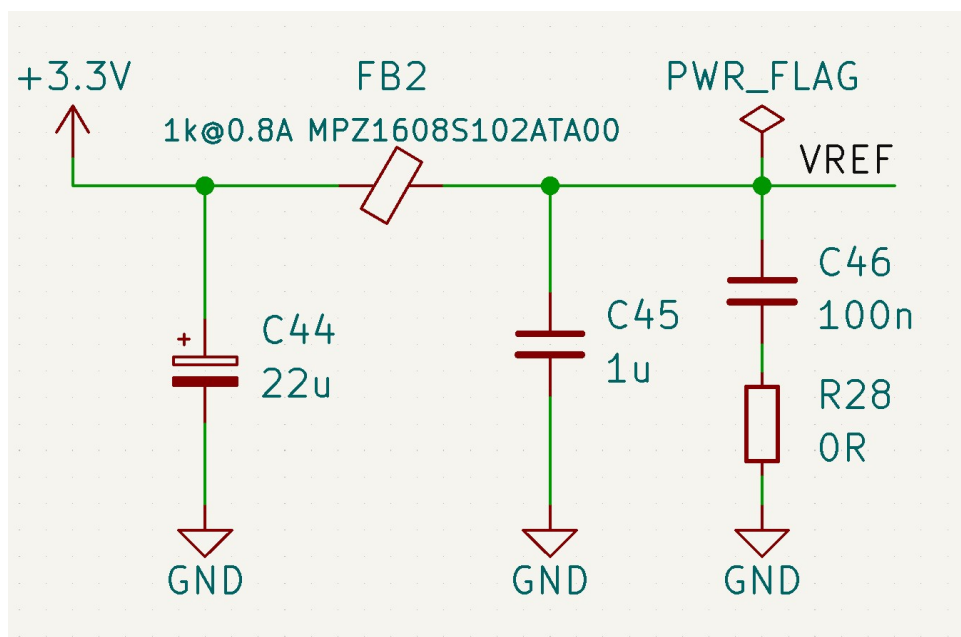 +3.3V
FB2
PWR_FLAG
1k@0.8A MPZ1608S102ATA00
VREF
C46
100n
C44
22u
+
C45
1u
R28
0R
GND
GND
GND